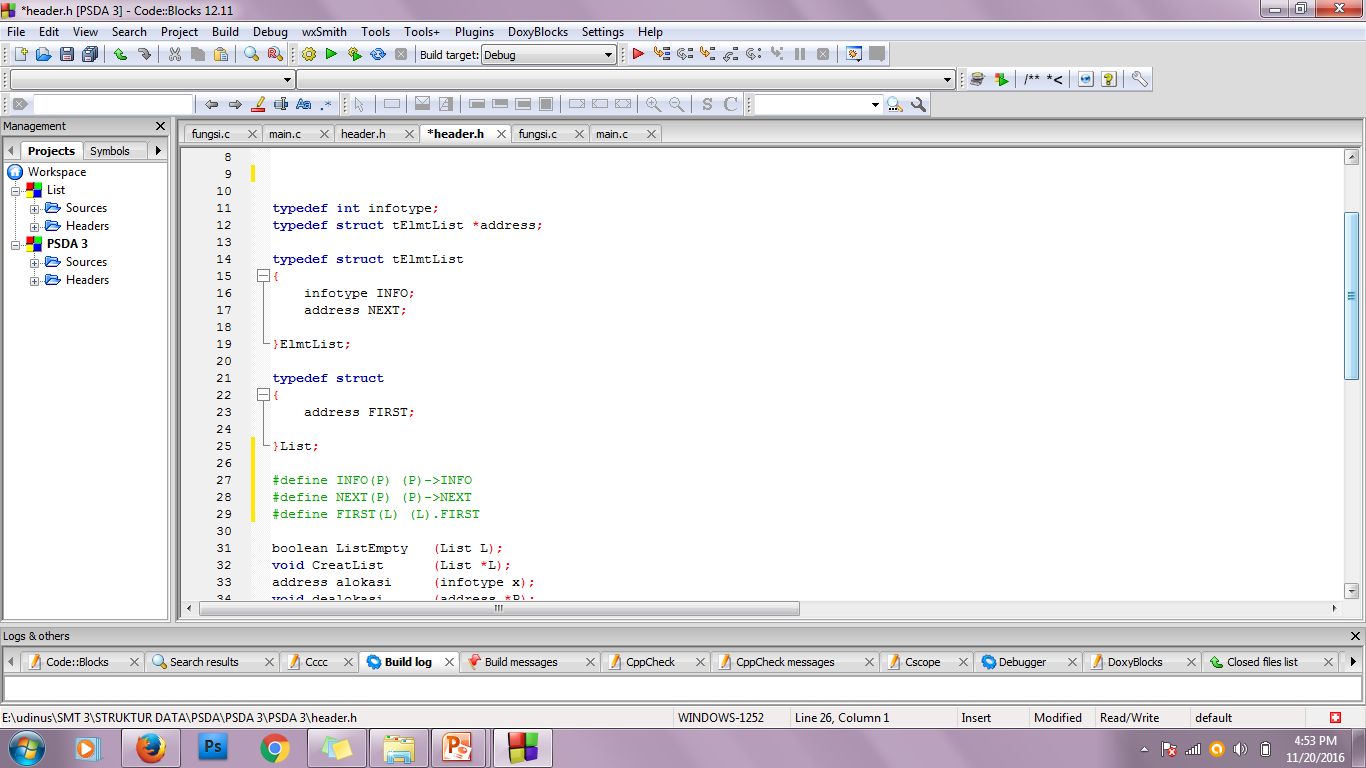 *header.h [PSDA 3] - Code::Blocks 12.11
File Edit View Search Project Build Debug wxSmith Tools Tools+ Plugins DoxyBlocks Settings Help
Build target: Debug
/** *<
Aa .*
S C
Management
fungsi.c main.c header.h *header.h fungsi.c main.c
Projects Symbols
Workspace
List
Sources
Headers
PSDA 3
Sources
Headers
8
9
10
11 typedef int infotype;
12 typedef struct tElmtList *address;
13
14 typedef struct tElmtList
15 {
16 infotype INFO;
17 address NEXT;
18
19 }ElmtList;
20
21 typedef struct
22 {
23 address FIRST;
24
25 }List;
26
27 #define INFO(P) (P)->INFO
28 #define NEXT(P) (P)->NEXT
29 #define FIRST(L) (L).FIRST
30
31 boolean ListEmpty (List L);
32 void CreatList (List *L);
33 address alokasi (infotype x);
34 void dealokasi (address *P);
Logs & others
Code::Blocks Search results Cccc Build log Build messages CppCheck CppCheck messages Cscope Debugger DoxyBlocks Closed files list
E:\udinus\SMT 3\STRUKTUR DATA\PSDA\PSDA 3\PSDA 3\header.h WINDOWS-1252 Line 26, Column 1 Insert Modified Read/Write default
Ps
4:53 PM
11/20/2016